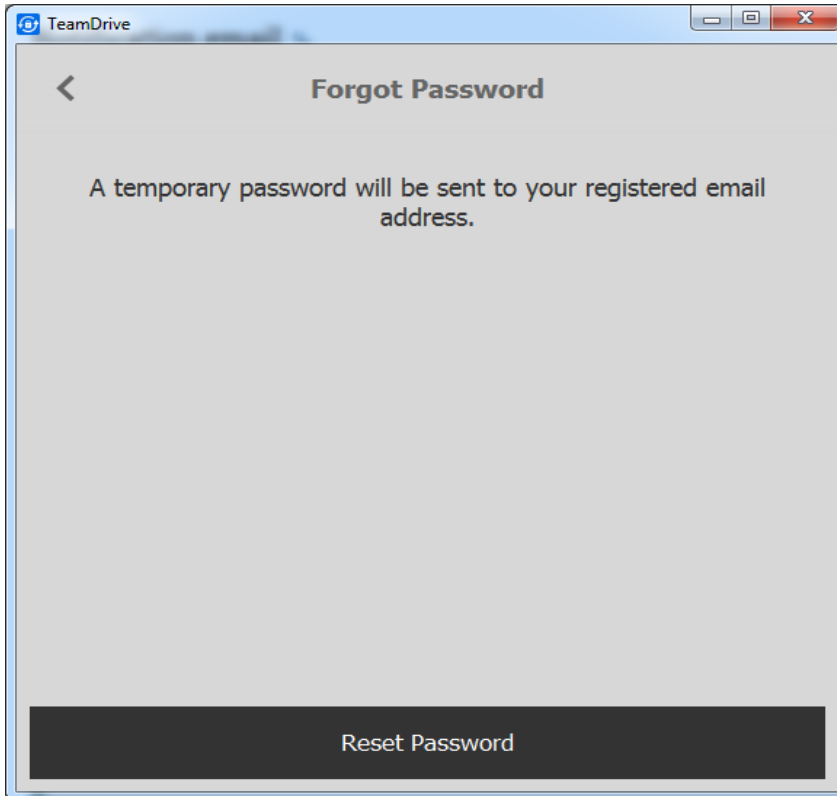 TeamDrive
Forgot Password
A temporary password will be sent to your registered email
address.
Reset Password